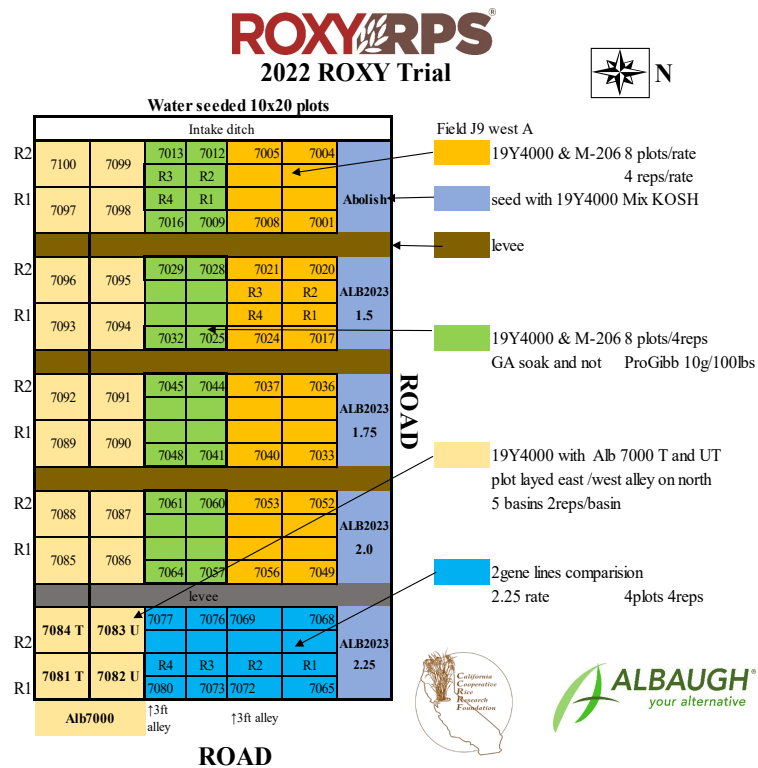 ROXY RPS®
2022 ROXY Trial
N
Water seeded 10x20 plots
Intake ditch
Field J9 west A
R2 7100 7099 7013 7012 7005 7004
R3 R2
R1 7097 7098 R4 R1 Abolish
7016 7009 7008 7001
19Y4000 & M-206 8 plots/rate
4 reps/rate
seed with 19Y4000 Mix KOSH
levee
R2 7096 7095 7029 7028 7021 7020
R3 R2 ALB2023
R1 7093 7094 R4 R1 1.5
7032 7025 7024 7017
19Y4000 & M-206 8 plots/4reps
GA soak and not ProGibb 10g/100lbs
R2 7092 7091 7045 7044 7037 7036
ALB2023
R1 7089 7090 1.75
7048 7041 7040 7033
ROAD
19Y4000 with Alb 7000 T and UT
plot layed east /west alley on north
5 basins 2reps/basin
R2 7088 7087 7061 7060 7053 7052
ALB2023
R1 7085 7086 2.0
7064 7057 7056 7049
2gene lines comparision
2.25 rate 4plots 4reps
levee
7084 T 7083 U 7077 7076 7069 7068
R2 ALB2023
7081 T 7082 U R4 R3 R2 R1 2.25
R1 7080 7073 7072 7065
Alb7000 ↑3ft alley ↑3ft alley
ROAD
California
Cooperative
Rice
Research
Foundation
ALBAUGH®
your alternative